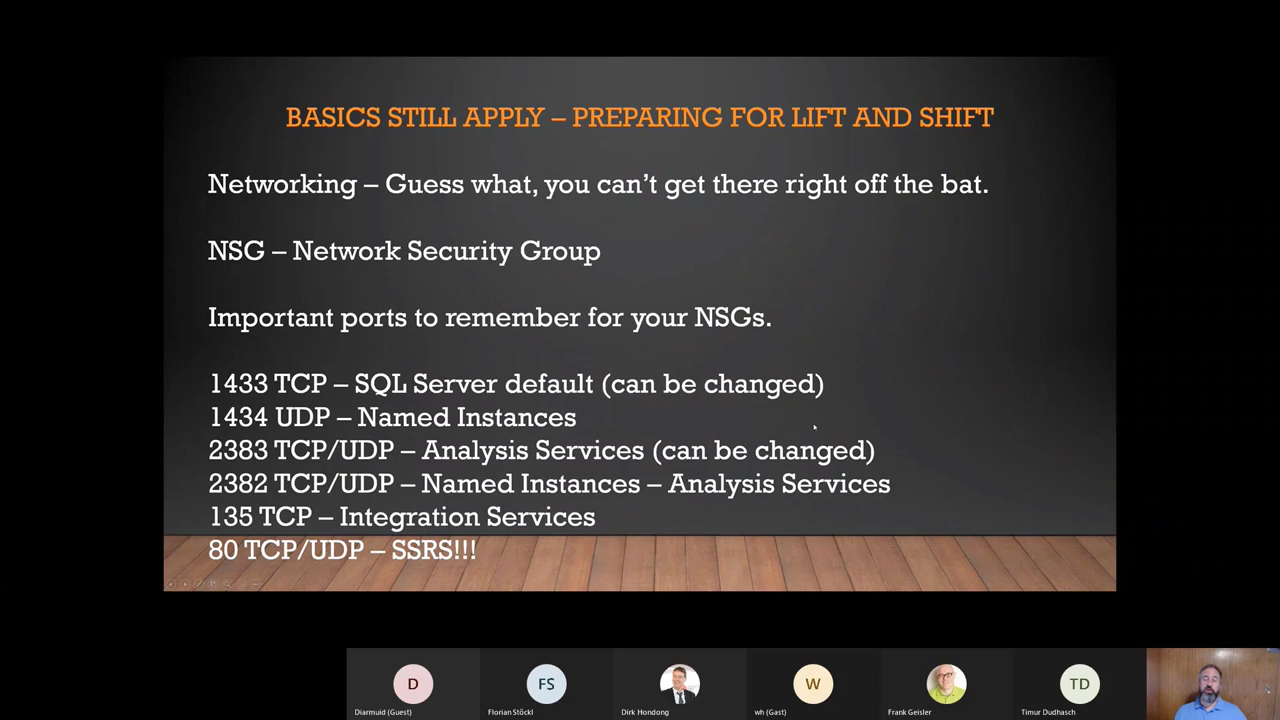 BASICS STILL APPLY – PREPARING FOR LIFT AND SHIFT
Networking – Guess what, you can't get there right off the bat.
NSG – Network Security Group
Important ports to remember for your NSGs.
1433 TCP – SQL Server default (can be changed)
1434 UDP – Named Instances
2383 TCP/UDP – Analysis Services (can be changed)
2382 TCP/UDP – Named Instances – Analysis Services
135 TCP – Integration Services
80 TCP/UDP – SSRS!!!
D
FS
W
TD
Diarmuid (Guest)
Florian Stöckl
Dirk Hondong
wh (Gast)
Frank Geisler
Timur Dudhasch